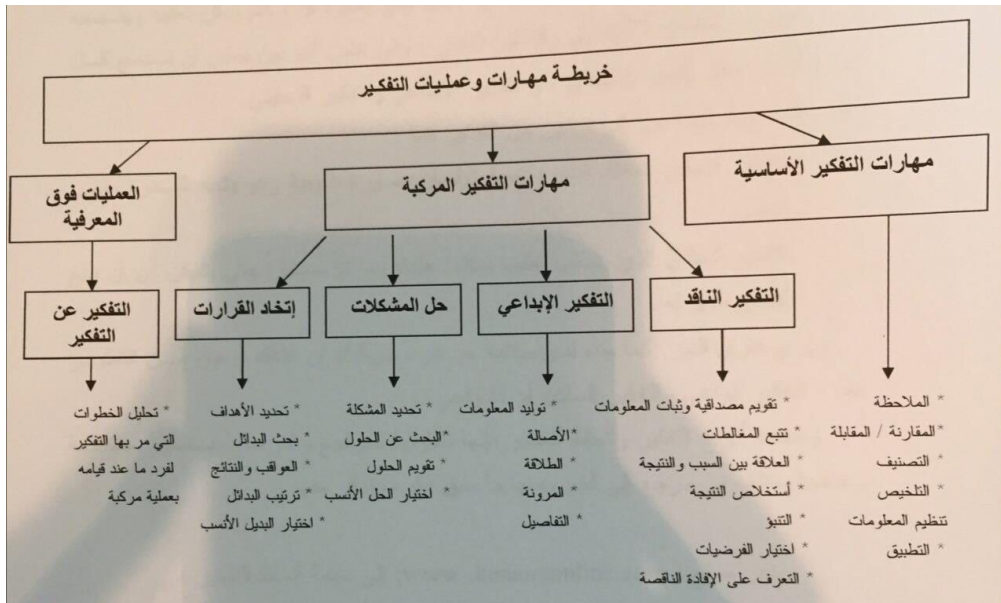 خريطة مهارات وعمليات التفكير
مهارات التفكير الأساسية
مهارات التفكير المركبة
العمليات فوق
المعرفية
التفكير الناقد
التفكير الإبداعي
حل المشكلات
إتخاد القرارات
التفكير عن
التفكير
* الملاحظة
*المقارنة / المقابلة
* التصنيف
* التلخيص
تنظيم المعلومات
* التطبيق
* تقويم مصداقية وثبات المعلومات
* تتبع المغالطات
* العلاقة بين السبب والنتيجة
* أستخلاص النتيجة
* التنبؤ
* اختيار الفرضيات
* التعرف على الإفادة الناقصة
* توليد المعلومات
*الأصالة
* الطلاقة
* المرونة
* التفاصيل
* تحديد المشكلة
*البحث عن الحلول
* تقويم الحلول
* اختيار الحل الأنسب
* تحديد الأهداف
* بحث البدائل
* العواقب والنتائج
* ترتيب البدائل
* اختيار البديل الأنسب
* تحليل الخطوات
التي مر بها التفكير
لفرد ما عند قيامه
بعملية مركبة